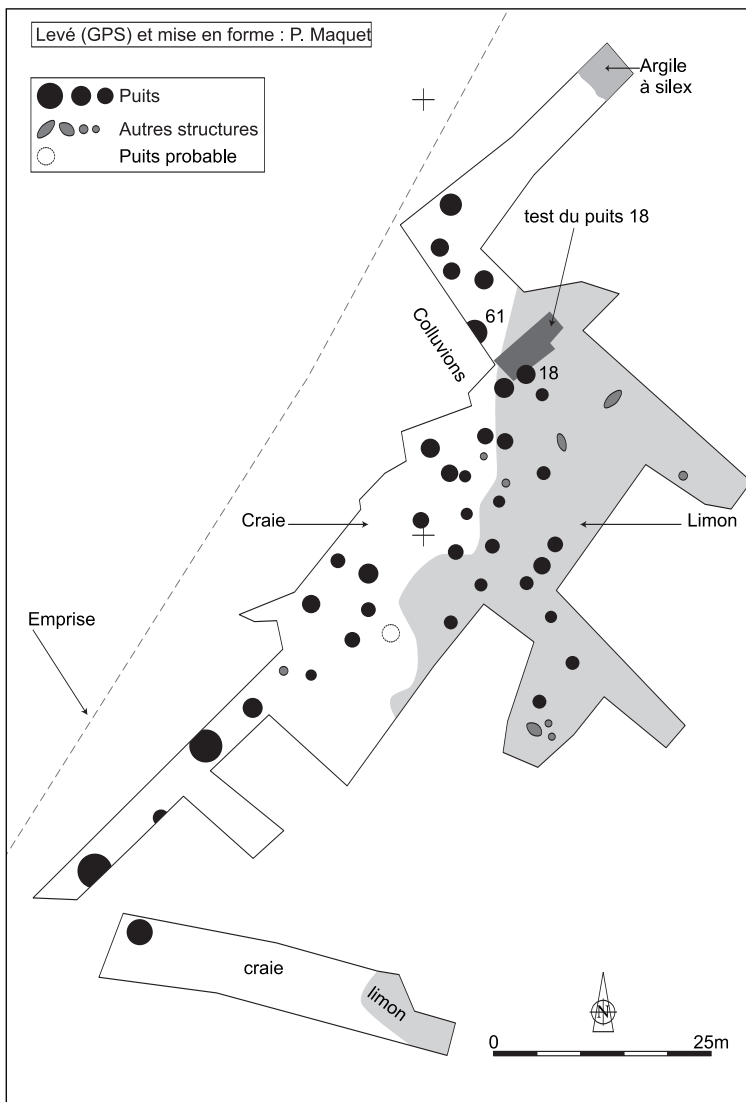 Levé (GPS) et mise en forme : P. Maquet
Puits
Autres structures
Puits probable
Argile
à silex
test du puits 18
61
Colluvions
18
Craie
Limon
Emprise
craie
limon
N
0
25m